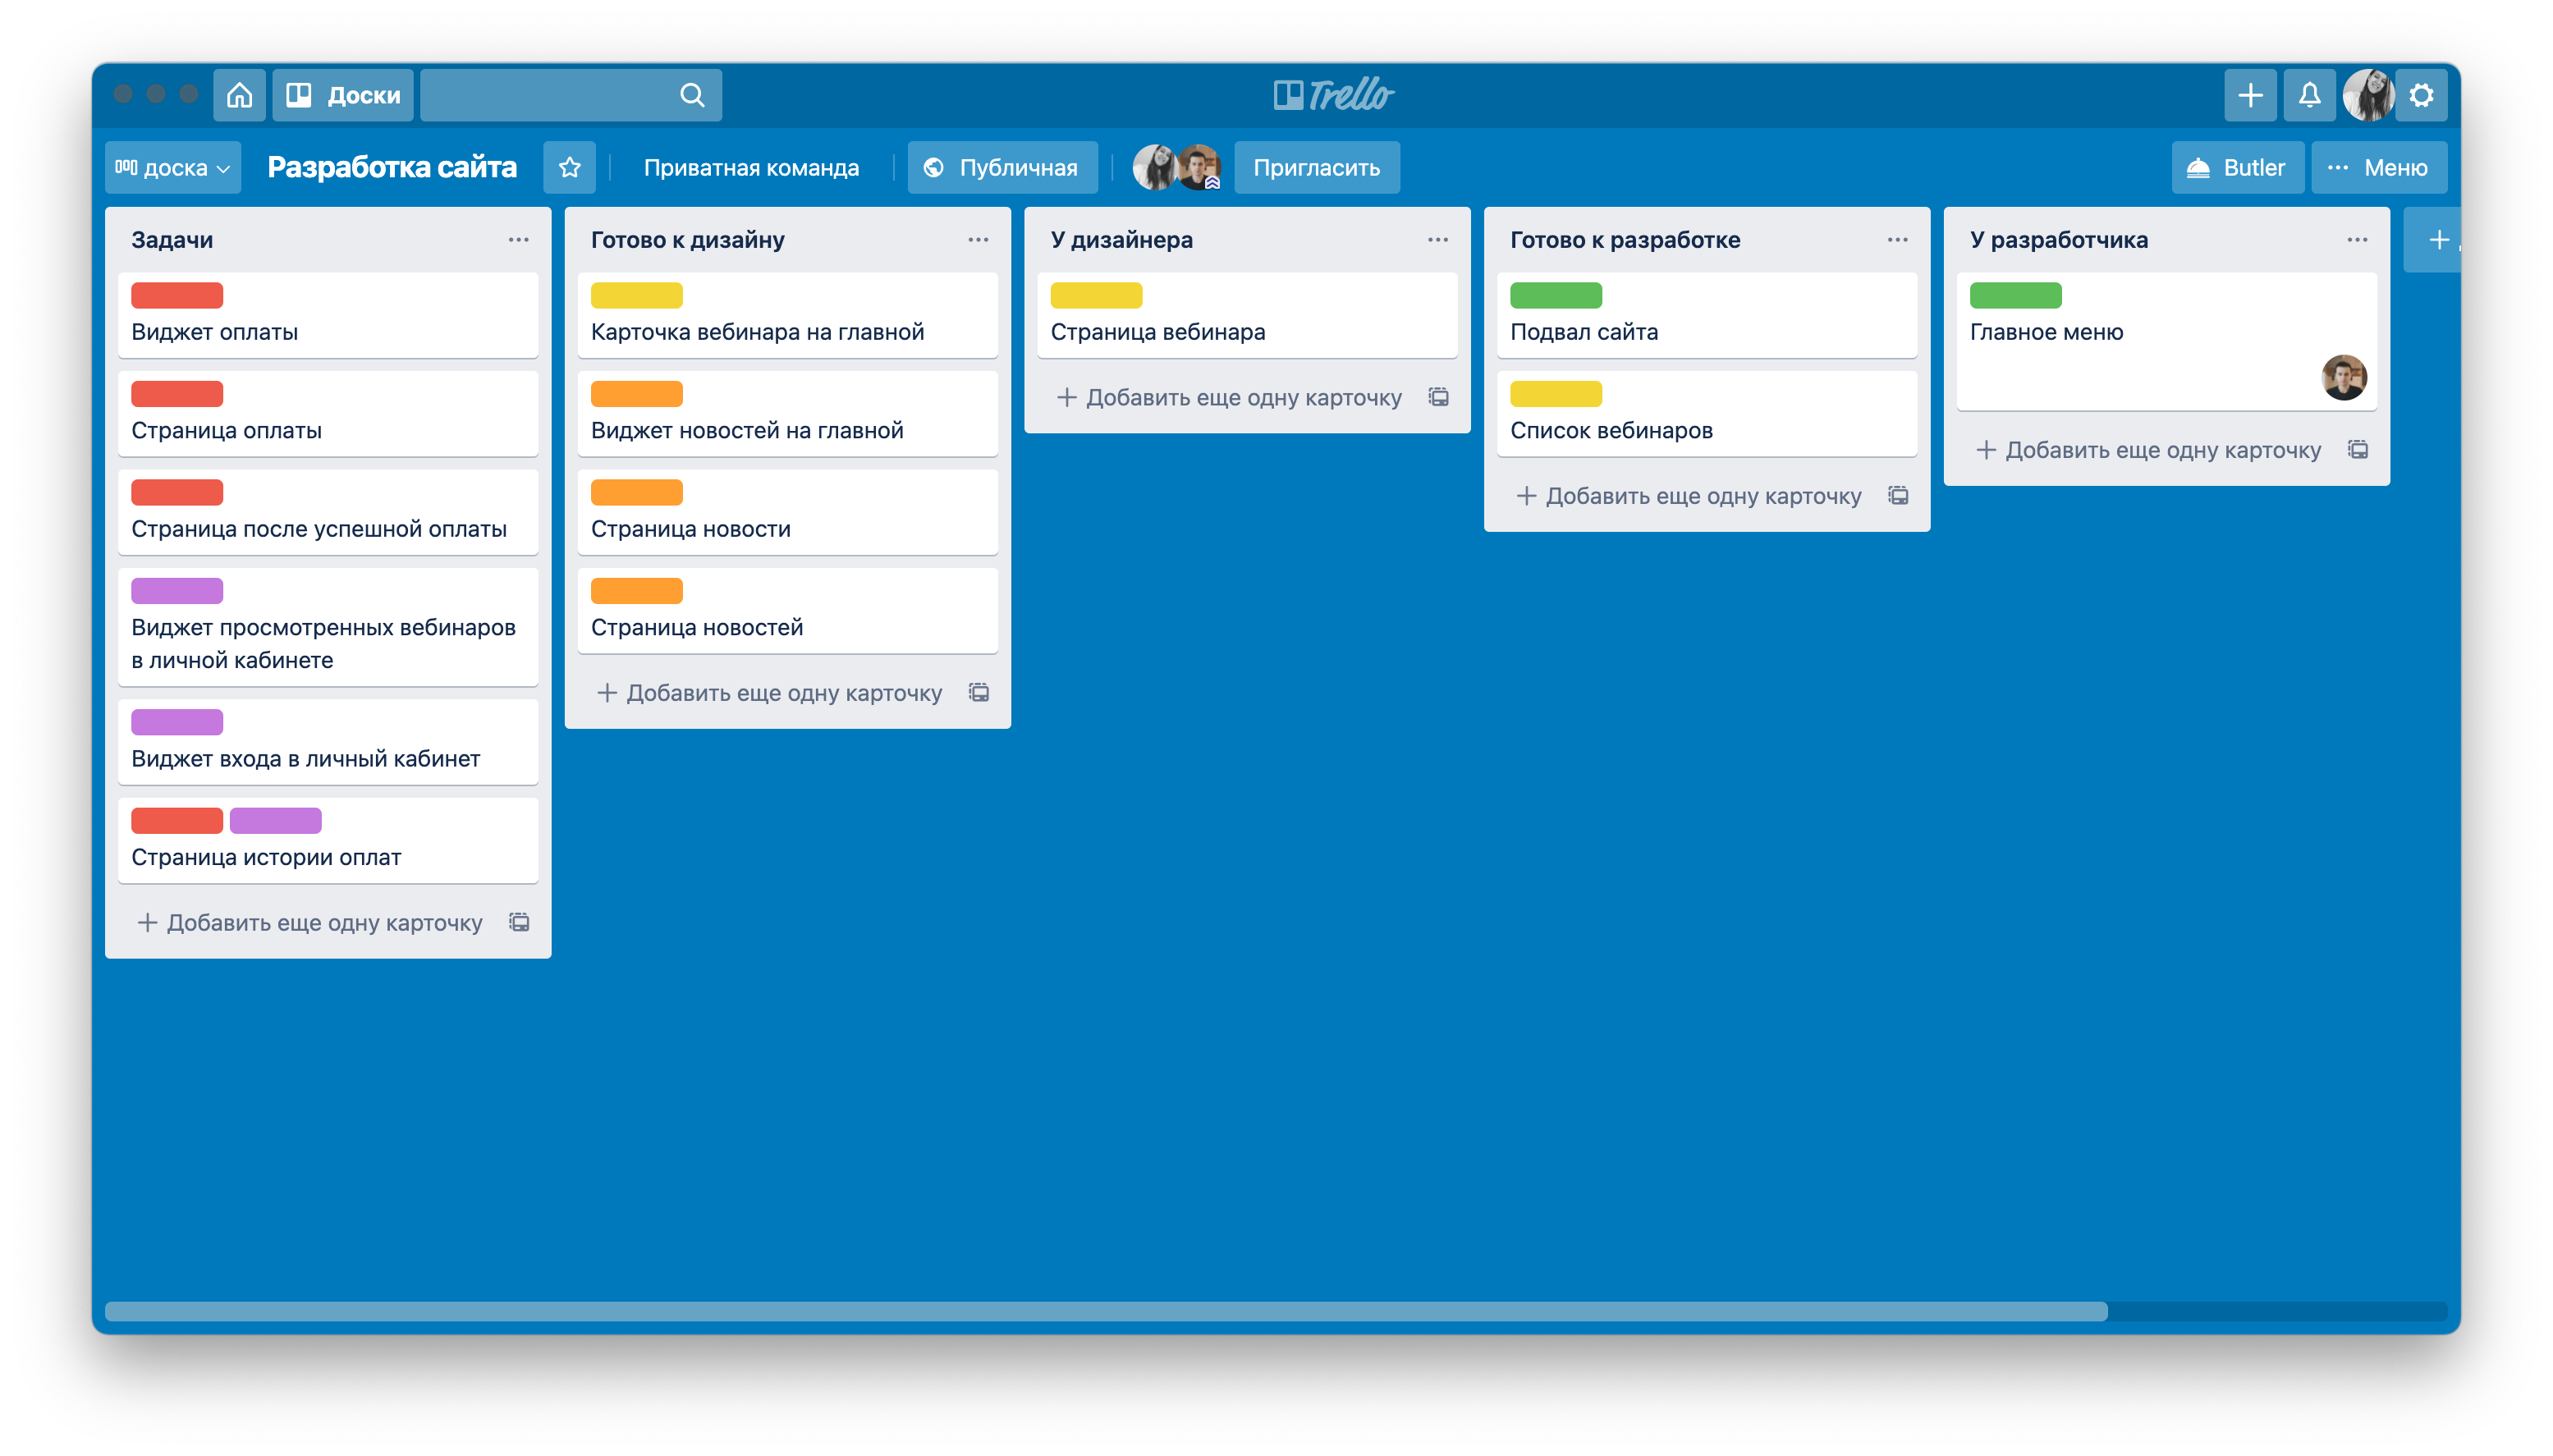 Доски
Trello
доска
Разработка сайта
Приватная команда
Публичная
Пригласить
Butler
Меню
Задачи
Виджет оплаты
Страница оплаты
Страница после успешной оплаты
Виджет просмотренных вебинаров
в личной кабинете
Виджет входа в личный кабинет
Страница истории оплат
Добавить еще одну карточку
Готово к дизайну
Карточка вебинара на главной
Виджет новостей на главной
Страница новости
Страница новостей
Добавить еще одну карточку
У дизайнера
Страница вебинара
Добавить еще одну карточку
Готово к разработке
Подвал сайта
Список вебинаров
Добавить еще одну карточку
У разработчика
Главное меню
Добавить еще одну карточку